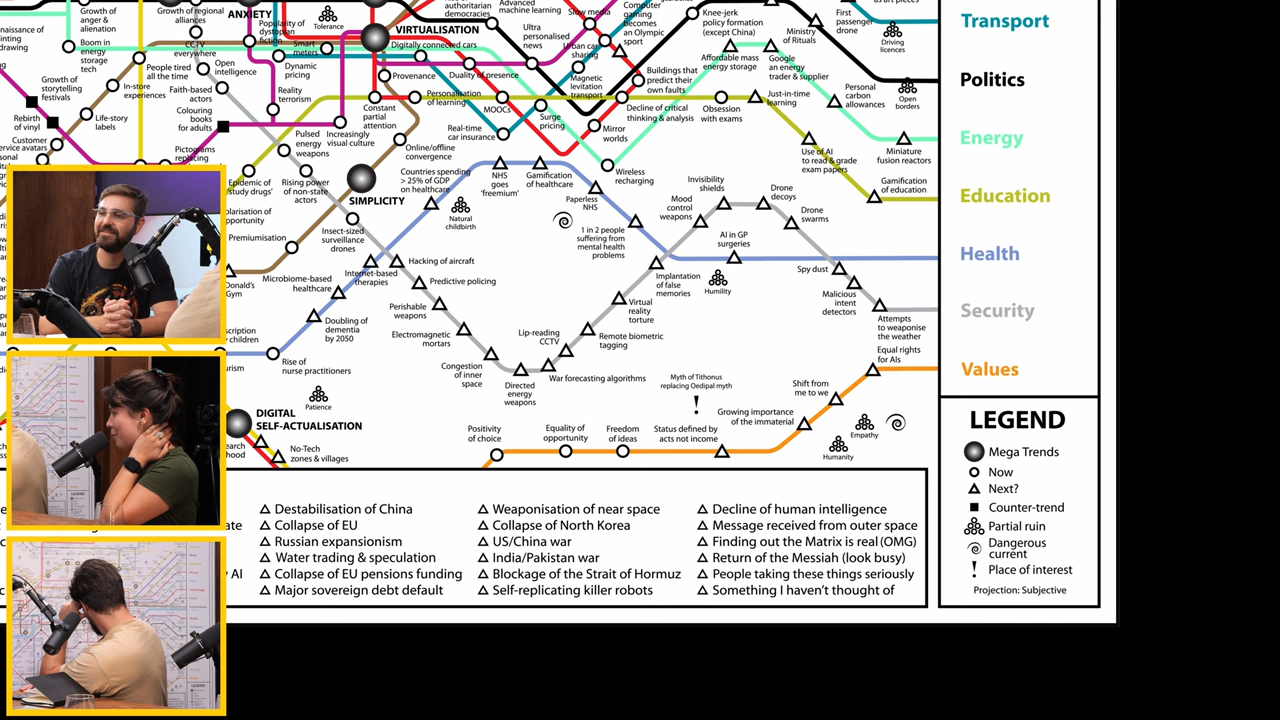 Growth of
anger &
alienation
Growth of regional
alliances
ANXIETY
Popularity of
dystopian
fiction
Tolerance
authoritarian
democracies
Advanced
machine learning
Slow media
Computer
gaming
becomes
an Olympic
sport
Knee-jerk
policy formation
(except China)
Ministry
of Rituals
First
passenger
drone
Driving
licences
Transport
VIRTUALISATION
Ultra
personalised
news
Urban car
sharing
Boom in
energy
storage
tech
CCTV
everywhere
Smart
meters
Digitally connected cars
Affordable mass
energy storage
Google
an energy
trader & supplier
Politics
People tired
all the time
Open
intelligence
Dynamic
pricing
Provenance
Duality of presence
Magnetic
levitation
transport
Buildings that
predict their
own faults
Personal
carbon
allowances
Open
borders
Growth of
storytelling
festivals
In-store
experiences
Faith-based
actors
Reality
terrorism
Constant
partial
attention
Personalisation
of learning
MOOCs
Surge
pricing
Decline of critical
thinking & analysis
Obsession
with exams
Just-in-time
learning
Rebirth
of vinyl
Life-story
labels
Colouring
books
for adults
Pulsed
energy
weapons
Increasingly
visual culture
Real-time
car insurance
Mirror
worlds
Energy
Customer
service avatars
Pictograms
replacing
Online/offline
convergence
Use of AI
to read & grade
exam papers
Miniature
fusion reactors
Epidemic of
'study drugs'
Rising power
of non-state
actors
Countries spending
> 25% of GDP
on healthcare
NHS
goes
'freemium'
Gamification
of healthcare
Wireless
recharging
Invisibility
shields
Drone
decoys
Gamification
of education
Education
SIMPLICITY
Natural
childbirth
Paperless
NHS
Mood
control
weapons
Drone
swarms
Premiumisation
Insect-sized
surveillance
drones
1 in 2 people
suffering from
mental health
problems
AI in GP
surgeries
Health
Microbiome-based
healthcare
Internet-based
therapies
Hacking of aircraft
Predictive policing
Implantation
of false
memories
Humility
Spy dust
Malicious
intent
detectors
Doubling of
dementia
by 2050
Perishable
weapons
Virtual
reality
torture
Security
Electromagnetic
mortars
Lip-reading
CCTV
Remote biometric
tagging
Attempts
to weaponise
the weather
Rise of
nurse practitioners
Congestion
of inner
space
Directed
energy
weapons
War forecasting algorithms
Equal rights
for AIs
Values
Patience
Myth of Tithonus
replacing Oedipal myth
Shift from
me to we
DIGITAL
SELF-ACTUALISATION
Growing importance
of the immaterial
Empathy
Humanity
No-Tech
zones & villages
Positivity
of choice
Equality of
opportunity
Freedom
of ideas
Status defined by
acts not income
Destabilisation of China
Collapse of EU
Russian expansionism
Water trading & speculation
Collapse of EU pensions funding
Major sovereign debt default
Weaponisation of near space
Collapse of North Korea
US/China war
India/Pakistan war
Blockage of the Strait of Hormuz
Self-replicating killer robots
Decline of human intelligence
Message received from outer space
Finding out the Matrix is real (OMG)
Return of the Messiah (look busy)
People taking these things seriously
Something I haven't thought of
LEGEND
Mega Trends
Now
Next?
Counter-trend
Partial ruin
Dangerous
current
Place of interest
Projection: Subjective